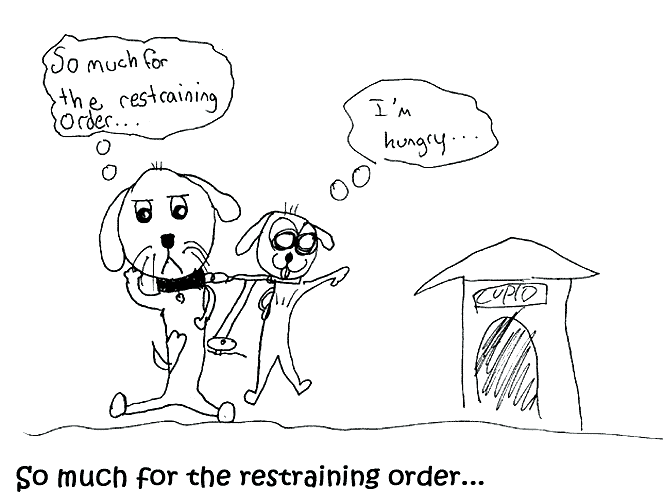 So much for
the restraining
order...
I'm
hungry...
CUPID
So much for the restraining order...